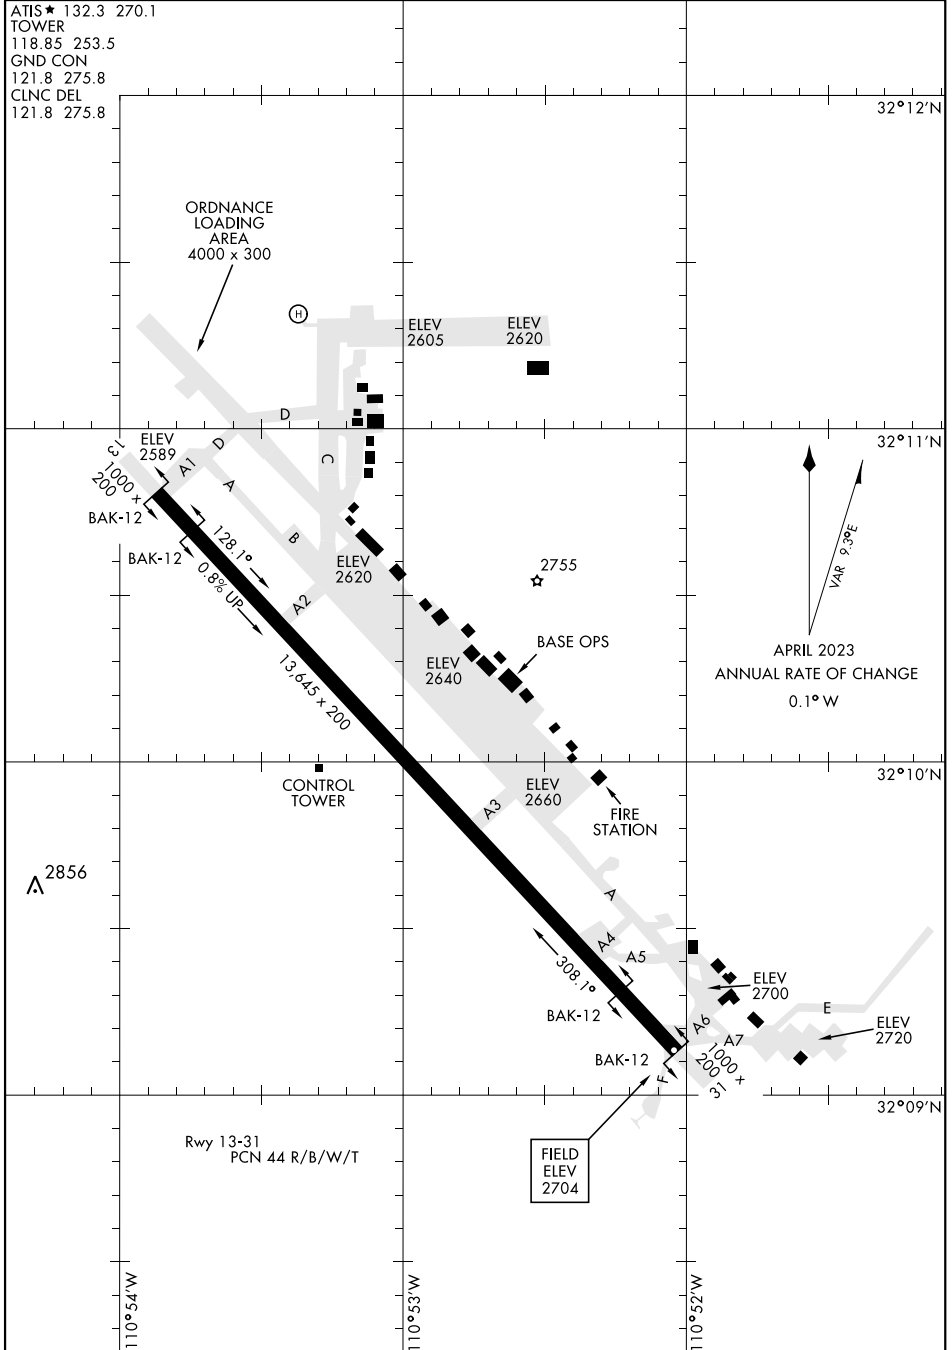 ATIS★ 132.3 270.1
TOWER
118.85 253.5
GND CON
121.8 275.8
CLNC DEL
121.8 275.8
32°12'N
ORDNANCE
LOADING
AREA
4000 x 300
H
ELEV
2605
ELEV
2620
D
32°11'N
13
1000 x
200
ELEV
2589
A1
D
A
C
B
BAK-12
BAK-12
128.1°
0.8% UP
A2
ELEV
2620
2755
VAR 9.3°E
BASE OPS
ELEV
2640
13,645 x 200
APRIL 2023
ANNUAL RATE OF CHANGE
0.1° W
32°10'N
CONTROL
TOWER
ELEV
2660
A3
FIRE
STATION
2856
A
A4
A5
308.1°
ELEV
2700
BAK-12
E
A6
A7
ELEV
2720
BAK-12
1000 x
200
31
F
32°09'N
Rwy 13-31
PCN 44 R/B/W/T
FIELD
ELEV
2704
110°54'W
110°53'W
110°52'W